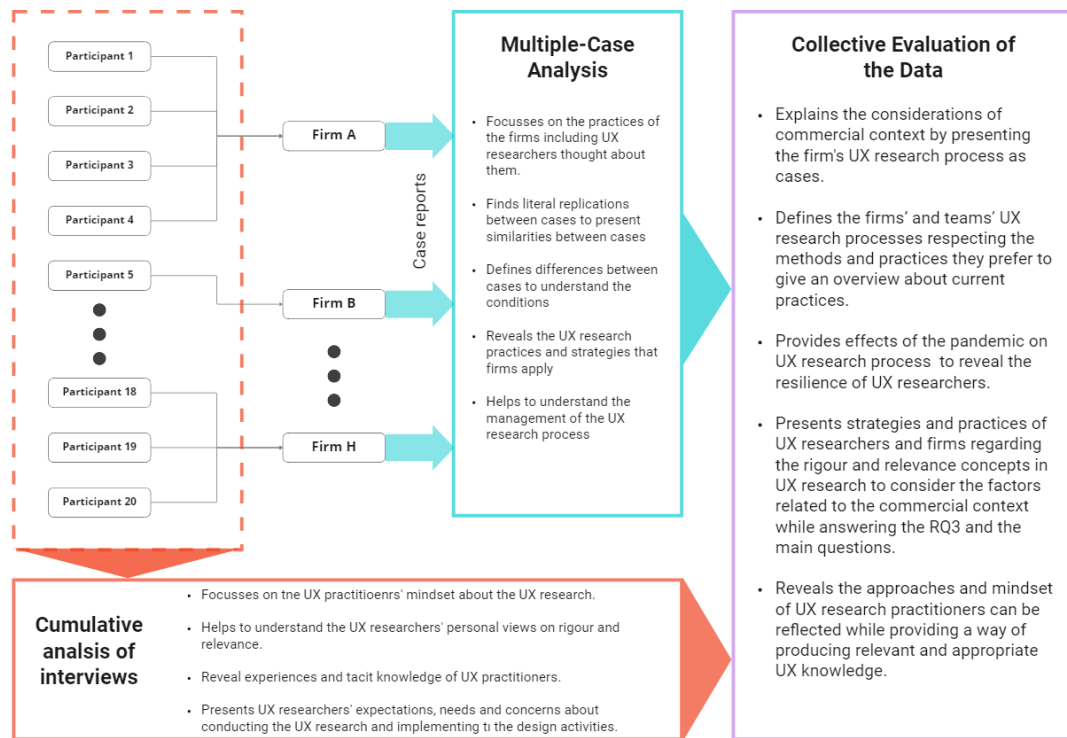 Participant 1
Participant 2
Participant 3
Participant 4
Participant 5
Participant 18
Participant 19
Participant 20
Firm A
Firm B
Firm H
Case reports
Multiple-Case
Analysis
• Focusses on the practices of
the firms including UX
researchers thought about
them.
• Finds literal replications
between cases to present
similarities between cases
• Defines differences between
cases to understand the
conditions
• Reveals the UX research
practices and strategies that
firms apply
• Helps to understand the
management of the UX
research process
Collective Evaluation of
the Data
• Explains the considerations of
commercial context by presenting
the firm's UX research process as
cases.
• Defines the firms’ and teams’ UX
research processes respecting the
methods and practices they prefer to
give an overview about current
practices.
• Provides effects of the pandemic on
UX research process to reveal the
resilience of UX researchers.
• Presents strategies and practices of
UX researchers and firms regarding
the rigour and relevance concepts in
UX research to consider the factors
related to the commercial context
while answering the RQ3 and the
main questions.
• Reveals the approaches and mindset
of UX research practitioners can be
reflected while providing a way of
producing relevant and appropriate
UX knowledge.
Cumulative
analsis of
interviews
• Focusses on the UX practitioenrs' mindset about the UX research.
• Helps to understand the UX researchers' personal views on rigour and
relevance.
• Reveal experiences and tacit knowledge of UX practitioners.
• Presents UX researchers' expectations, needs and concerns about
conducting the UX research and implementing the design activities.